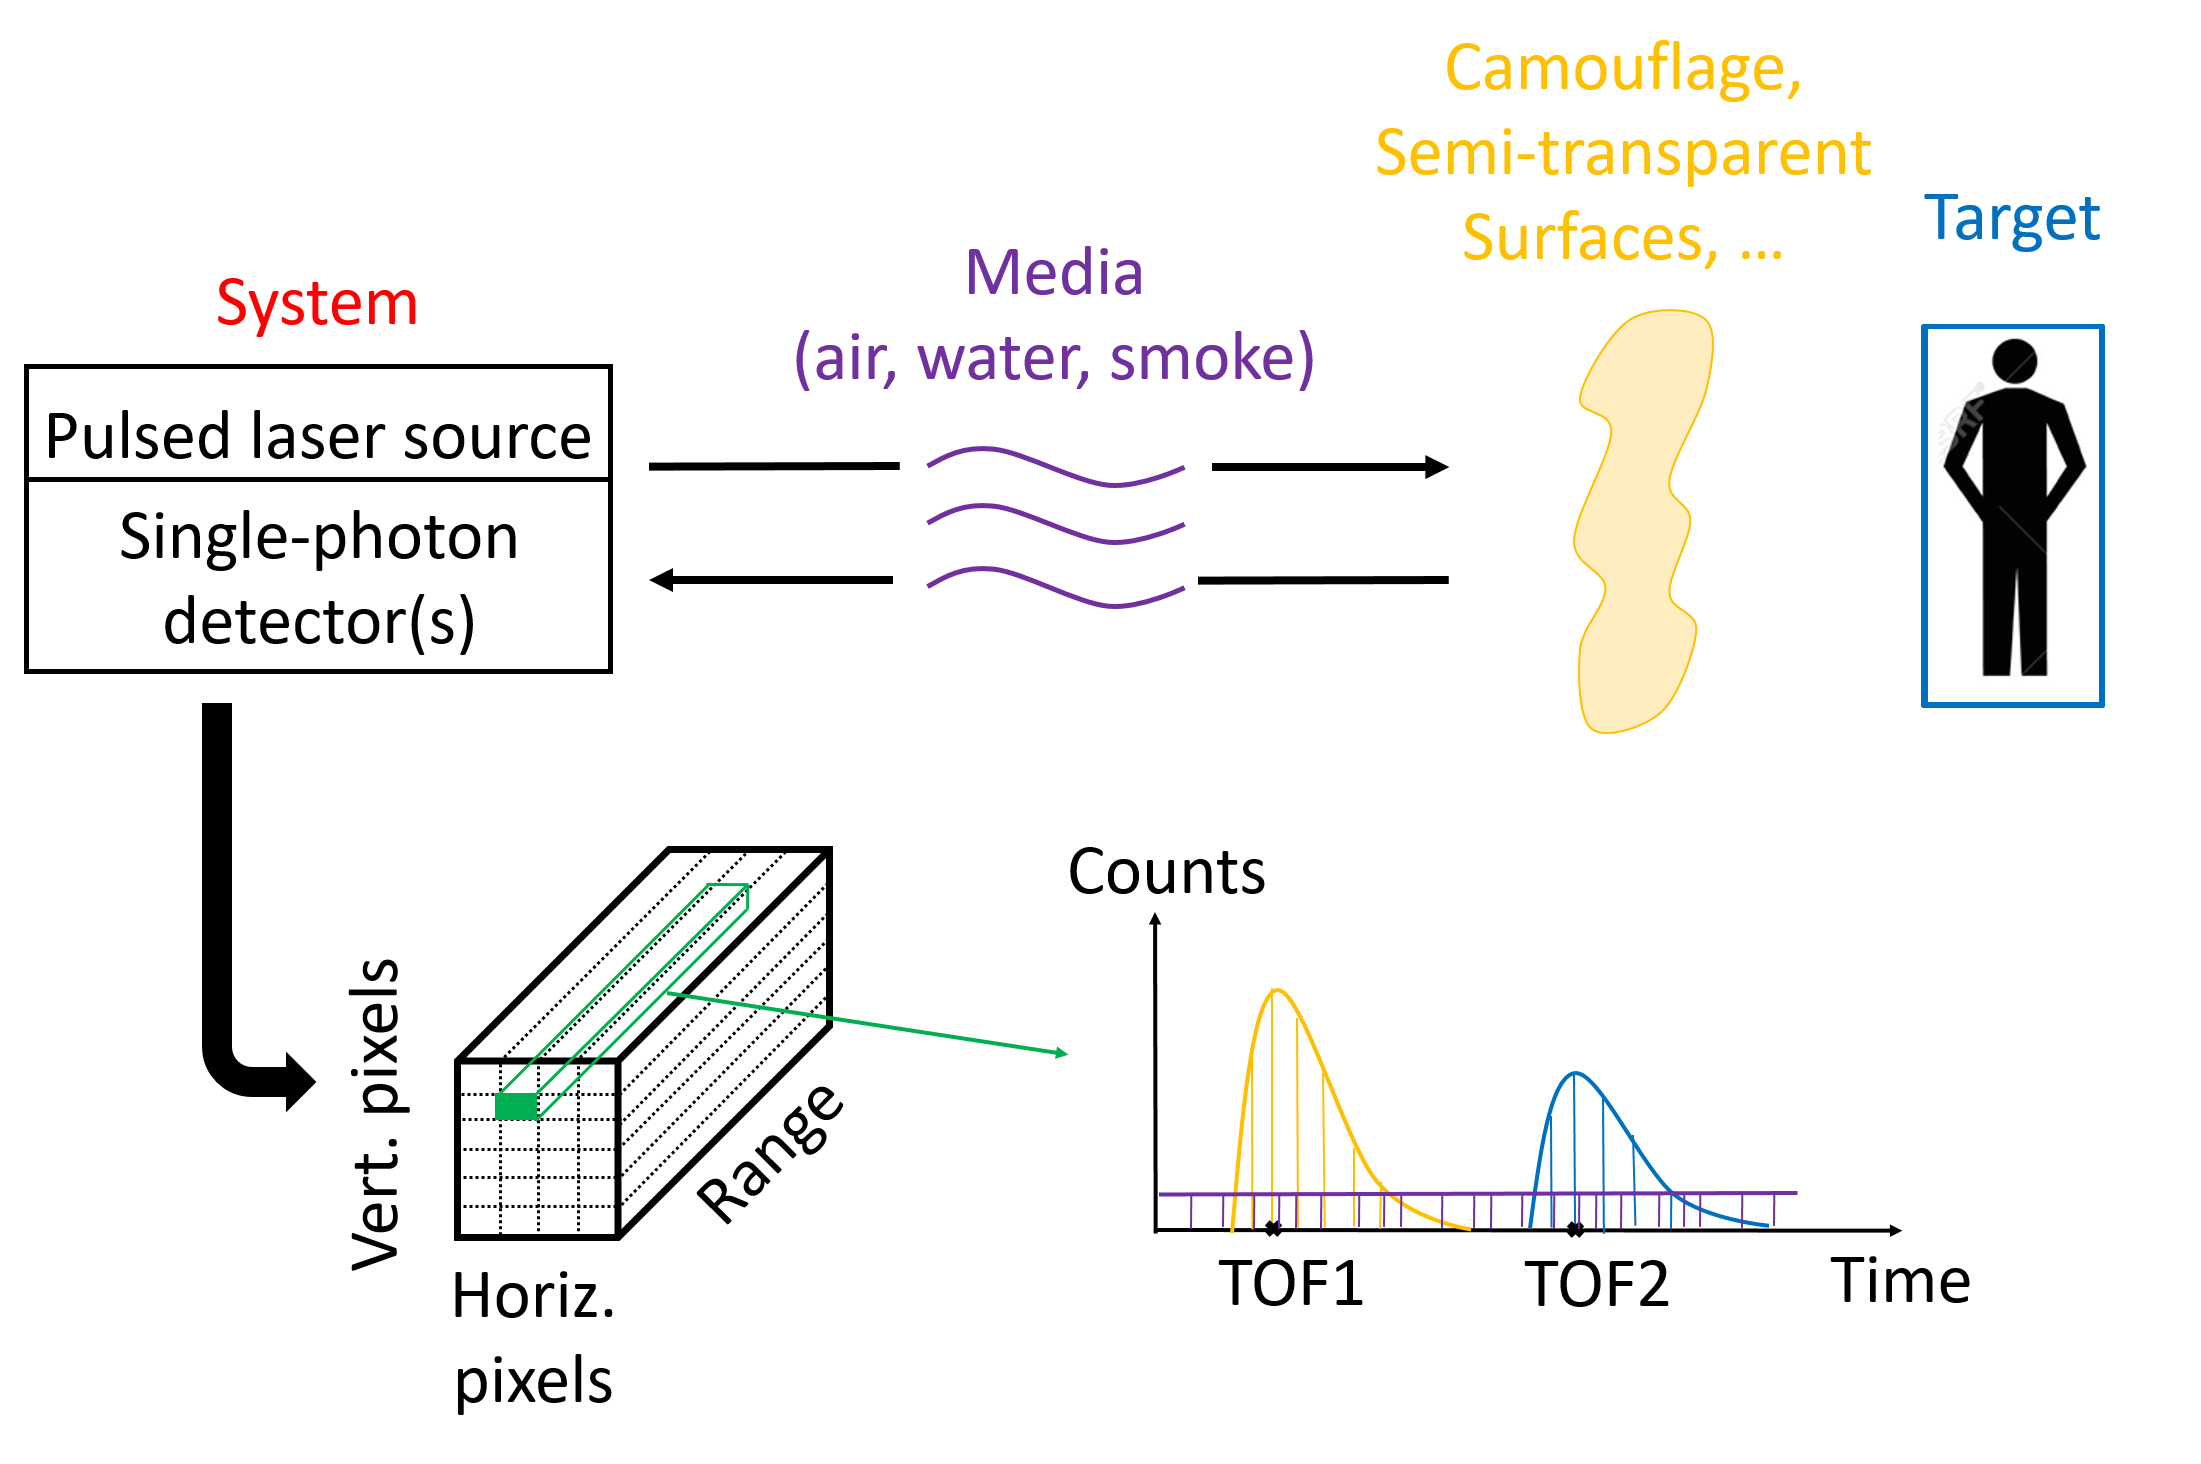 Camouflage,
Semi-transparent
Surfaces, ...
Target
Media
(air, water, smoke)
System
Pulsed laser source
Single-photon
detector(s)
Counts
Vert. pixels
Range
Horiz.
pixels
TOF1
TOF2
Time